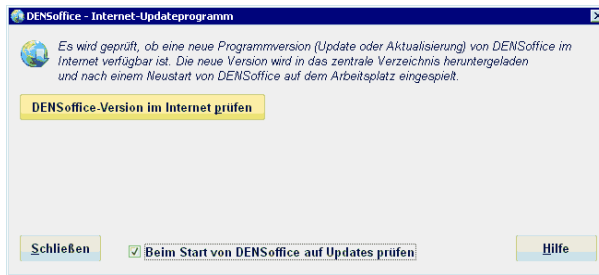 DENSoffice - Internet-Updateprogramm
Es wird geprüft, ob eine neue Programmversion (Update oder Aktualisierung) von DENSoffice im
Internet verfügbar ist. Die neue Version wird in das zentrale Verzeichnis heruntergeladen
und nach einem Neustart von DENSoffice auf dem Arbeitsplatz eingespielt.
DENSoffice-Version im Internet prüfen
Schließen
Beim Start von DENSoffice auf Updates prüfen
Hilfe